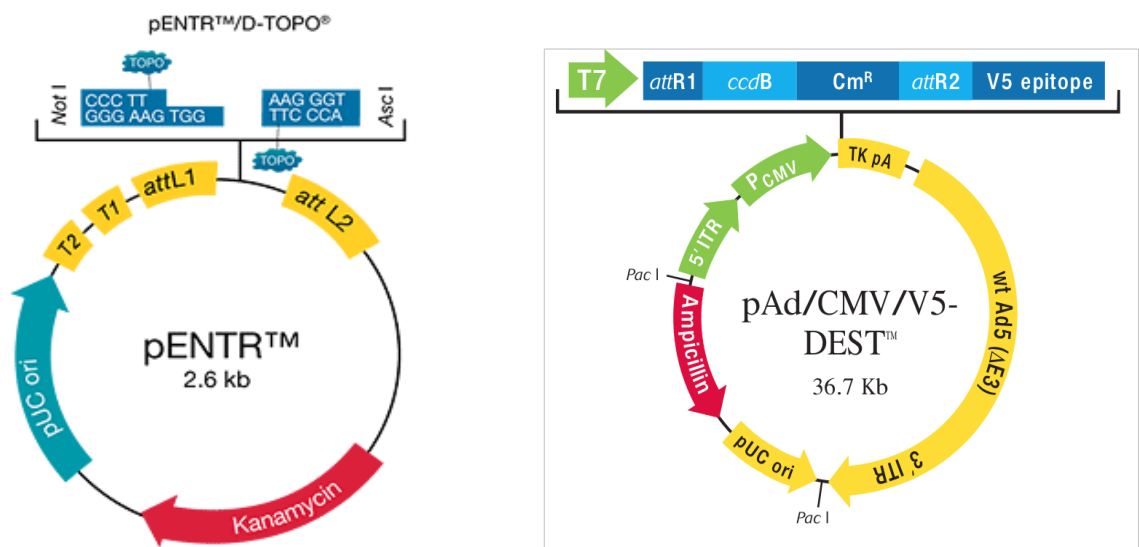 pENTR™/D-TOPO®
TOPO
Not I
CCC TT
GGG AAG TGG
AAG GGT
TTC CCA
Asc I
TOPO
attL1
T1
T2
att L2
pUC ori
pENTR™
2.6 kb
Kanamycin
T7
attR1
ccdB
CmR
attR2
V5 epitope
PCMV
TK pA
5' ITR
Pac I
Ampicillin
pAd/CMV/V5-
DEST™
36.7 Kb
wt Ad5 (ΔE3)
pUC ori
3' ITR
Pac I